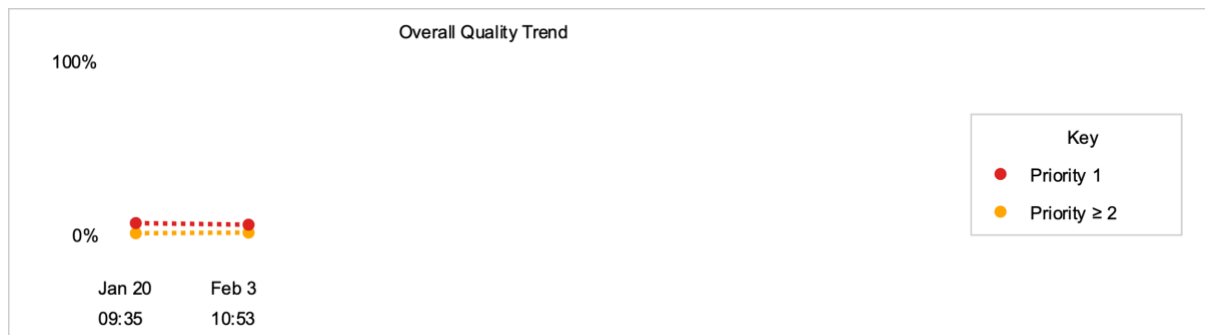 Overall Quality Trend
100%
0%
Jan 20
09:35
Feb 3
10:53
Key
Priority 1
Priority ≥ 2